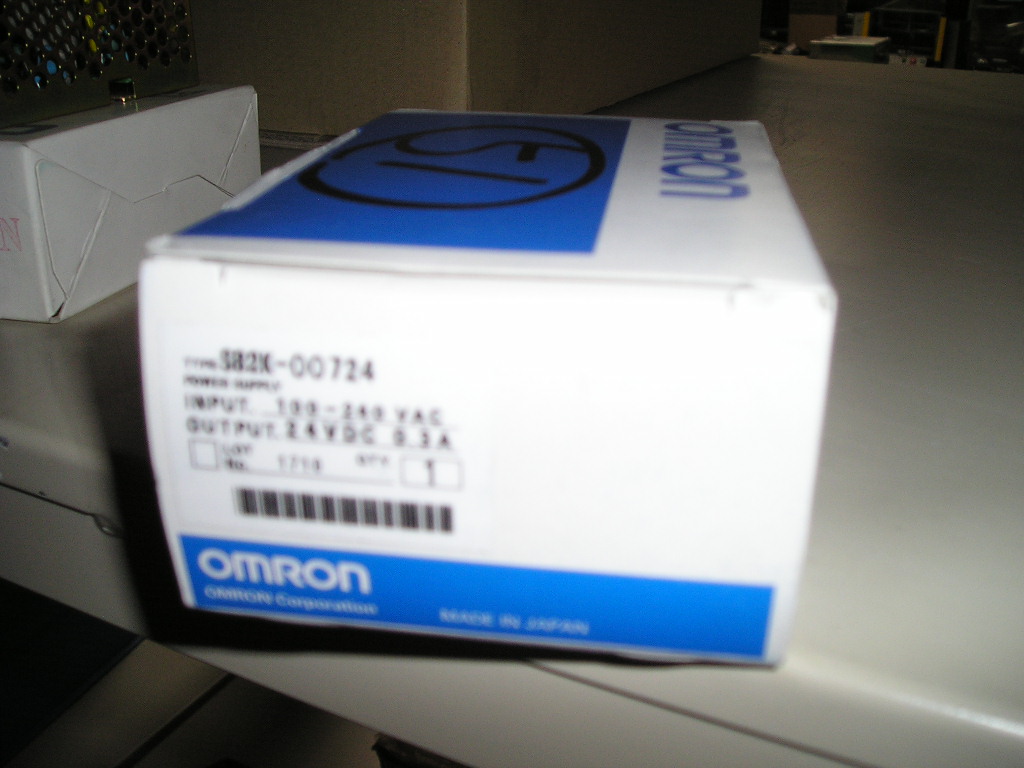 OMRON
TYPE S82K-00724
POWER SUPPLY
INPUT. 100-240 VAC
OUTPUT. 24VDC 0.3A
LOT No. 1710 QTY 1
OMRON
OMRON Corporation MADE IN JAPAN
N